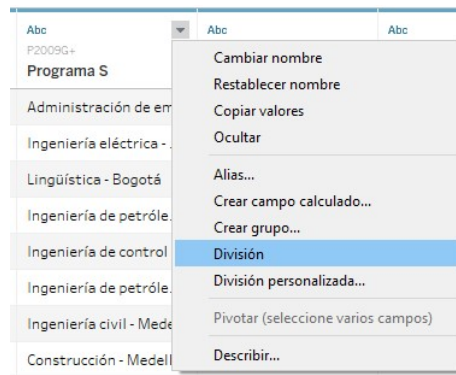 Abc
Abc
Abc
P2009G+
Programa S
Administración de em
Ingeniería eléctrica -
Lingüística - Bogotá
Ingeniería de petróle.
Ingeniería de control
Ingeniería de petróle.
Ingeniería civil - Mede
Construcción - Medell
Cambiar nombre
Restablecer nombre
Copiar valores
Ocultar
Alias...
Crear campo calculado...
Crear grupo...
División
División personalizada...
Pivotar (seleccione varios campos)
Describir...